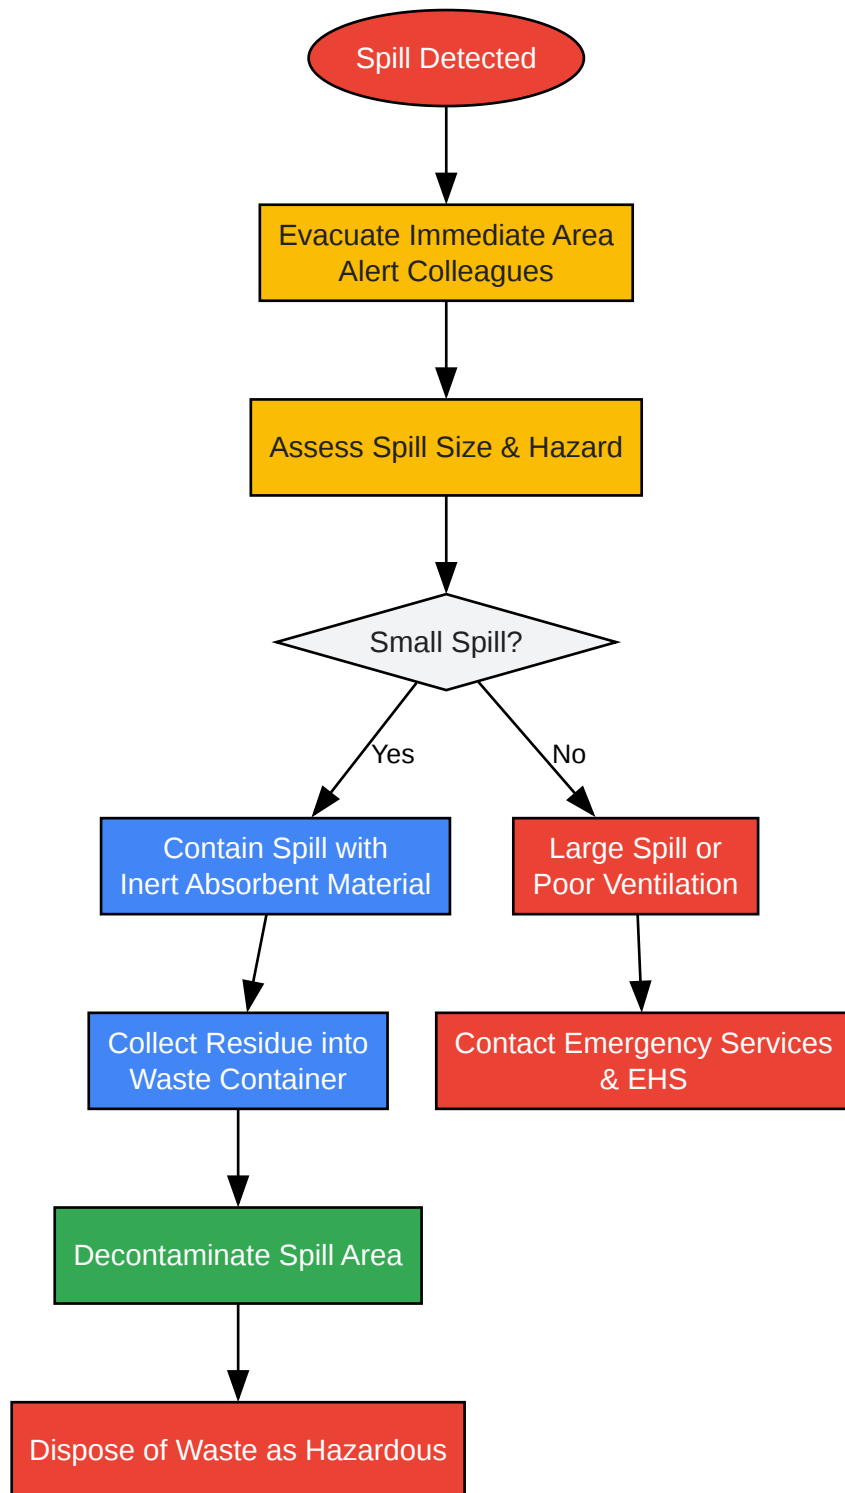 Spill Detected
Evacuate Immediate Area
Alert Colleagues
Assess Spill Size & Hazard
Small Spill?
Yes
No
Contain Spill with
Inert Absorbent Material
Large Spill or
Poor Ventilation
Collect Residue into
Waste Container
Contact Emergency Services
& EHS
Decontaminate Spill Area
Dispose of Waste as Hazardous